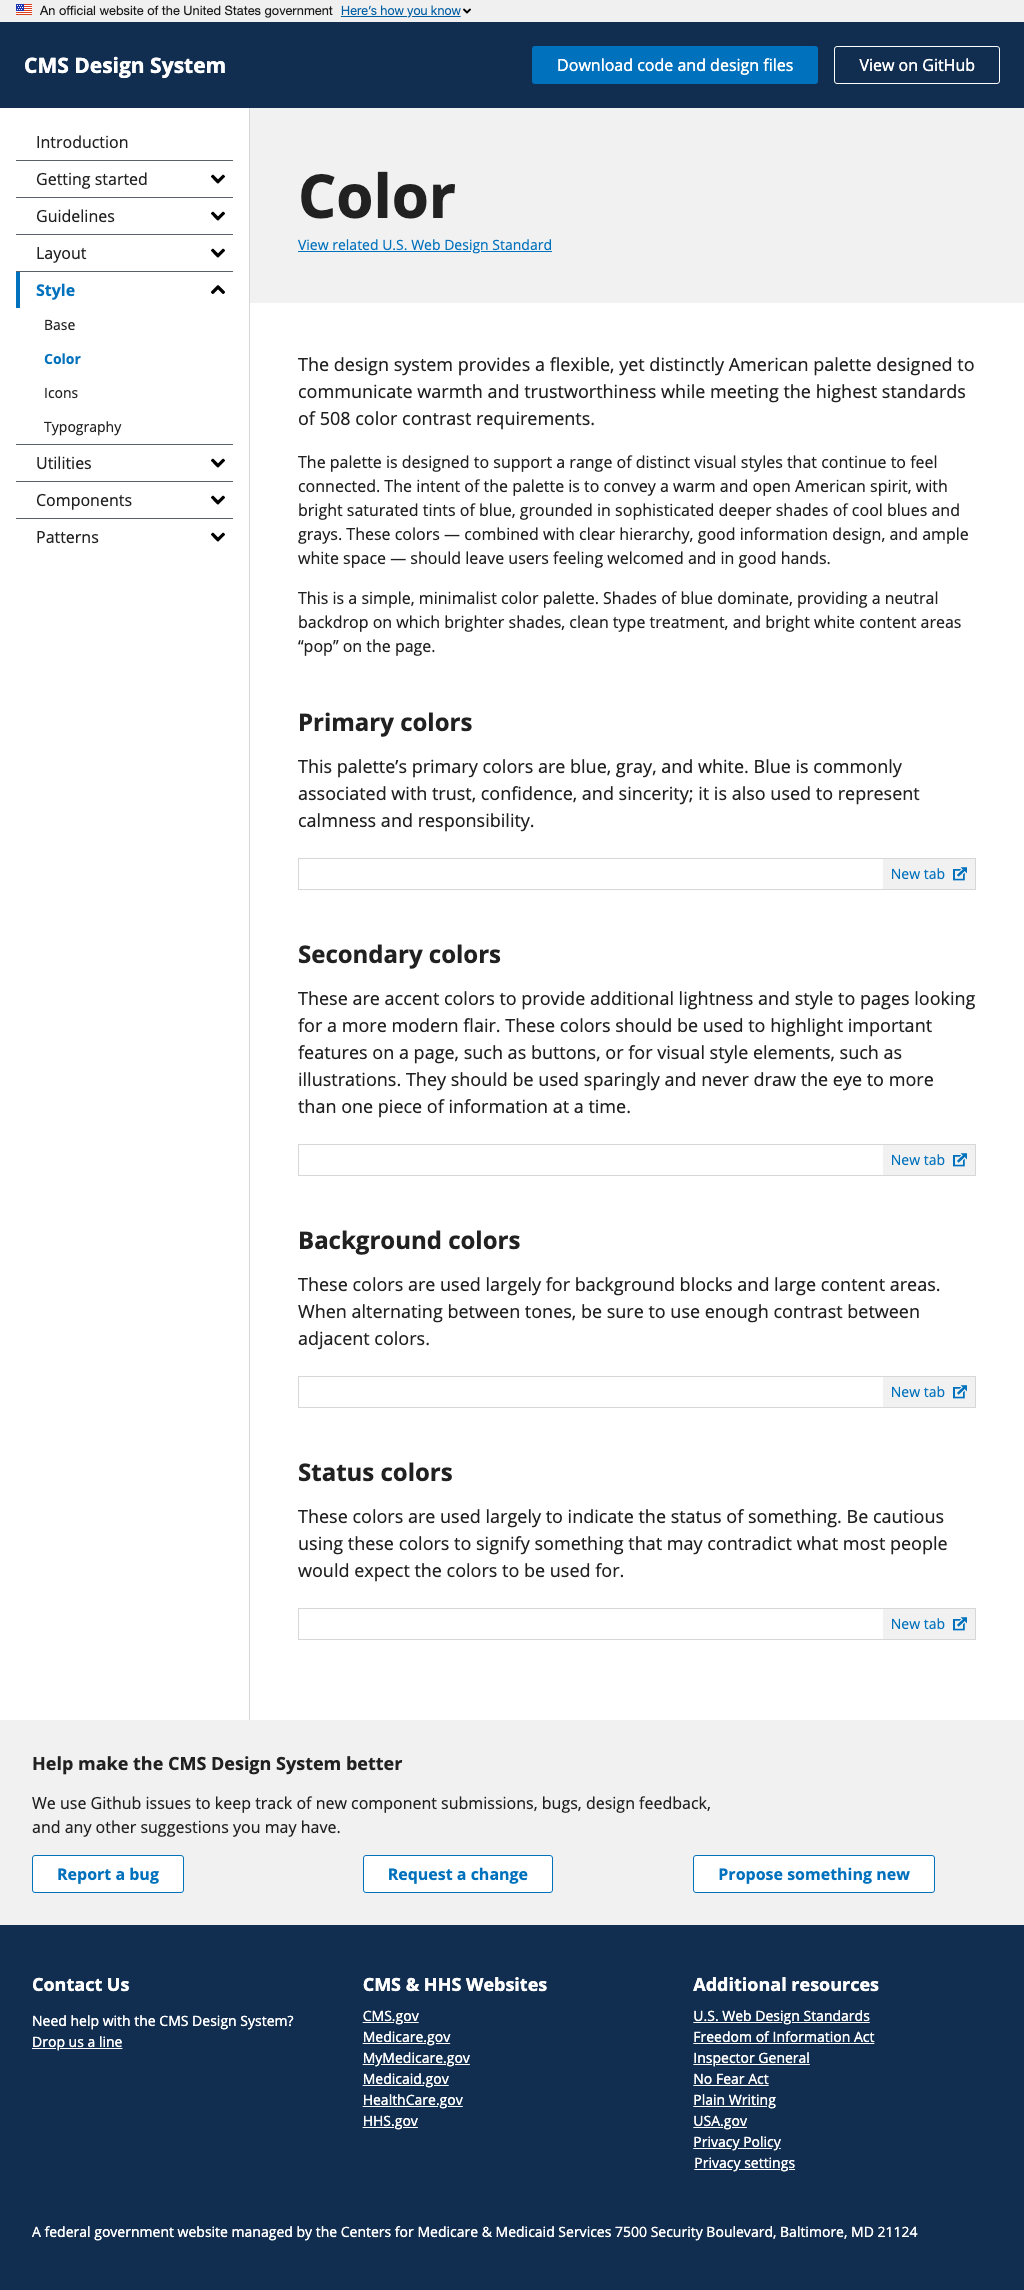 An official website of the United States government Here's how you know
CMS Design System
Download code and design files
View on GitHub
Introduction
Getting started
Guidelines
Layout
Style
Base
Color
Icons
Typography
Utilities
Components
Patterns
Color
View related U.S. Web Design Standard
The design system provides a flexible, yet distinctly American palette designed to
communicate warmth and trustworthiness while meeting the highest standards
of 508 color contrast requirements.
The palette is designed to support a range of distinct visual styles that continue to feel
connected. The intent of the palette is to convey a warm and open American spirit, with
bright saturated tints of blue, grounded in sophisticated deeper shades of cool blues and
grays. These colors — combined with clear hierarchy, good information design, and ample
white space — should leave users feeling welcomed and in good hands.
This is a simple, minimalist color palette. Shades of blue dominate, providing a neutral
backdrop on which brighter shades, clean type treatment, and bright white content areas
“pop” on the page.
Primary colors
This palette’s primary colors are blue, gray, and white. Blue is commonly
associated with trust, confidence, and sincerity; it is also used to represent
calmness and responsibility.
New tab
Secondary colors
These are accent colors to provide additional lightness and style to pages looking
for a more modern flair. These colors should be used to highlight important
features on a page, such as buttons, or for visual style elements, such as
illustrations. They should be used sparingly and never draw the eye to more
than one piece of information at a time.
New tab
Background colors
These colors are used largely for background blocks and large content areas.
When alternating between tones, be sure to use enough contrast between
adjacent colors.
New tab
Status colors
These colors are used largely to indicate the status of something. Be cautious
using these colors to signify something that may contradict what most people
would expect the colors to be used for.
New tab
Help make the CMS Design System better
We use Github issues to keep track of new component submissions, bugs, design feedback,
and any other suggestions you may have.
Report a bug
Request a change
Propose something new
Contact Us
Need help with the CMS Design System?
Drop us a line
CMS & HHS Websites
CMS.gov
Medicare.gov
MyMedicare.gov
Medicaid.gov
HealthCare.gov
HHS.gov
Additional resources
U.S. Web Design Standards
Freedom of Information Act
Inspector General
No Fear Act
Plain Writing
USA.gov
Privacy Policy
Privacy settings
A federal government website managed by the Centers for Medicare & Medicaid Services 7500 Security Boulevard, Baltimore, MD 21124